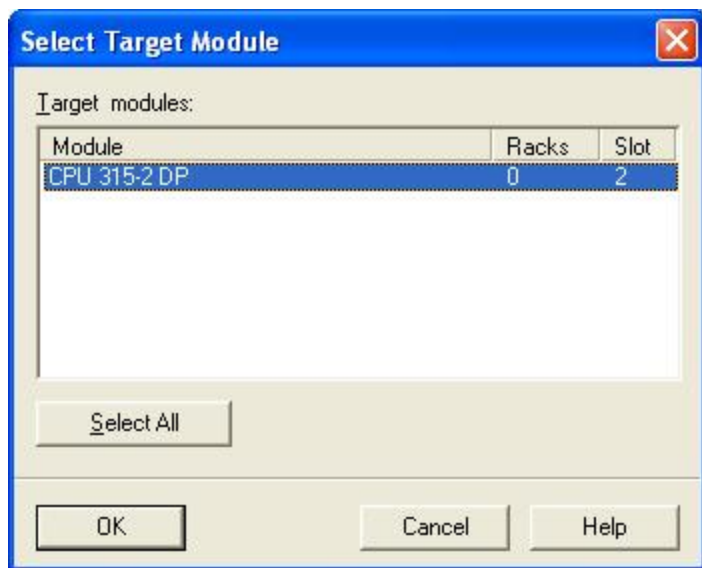 Select Target Module
Target modules:
Module Racks Slot
CPU 315-2 DP 0 2
Select All
OK Cancel Help